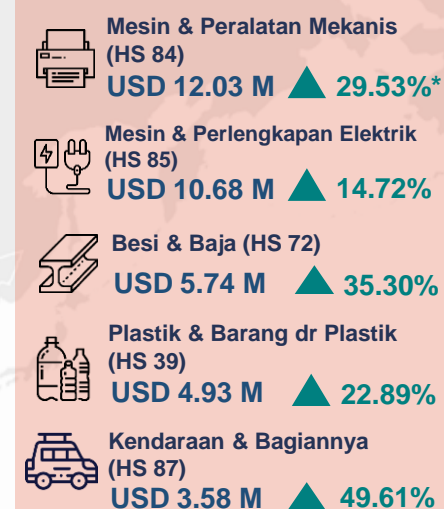 Mesin & Peralatan Mekanis
(HS 84)
USD 12.03 M 29.53%*
Mesin & Perlengkapan Elektrik
(HS 85)
USD 10.68 M 14.72%
Besi & Baja (HS 72)
USD 5.74 M 35.30%
Plastik & Barang dr Plastik
(HS 39)
USD 4.93 M 22.89%
Kendaraan & Bagiannya
(HS 87)
USD 3.58 M 49.61%